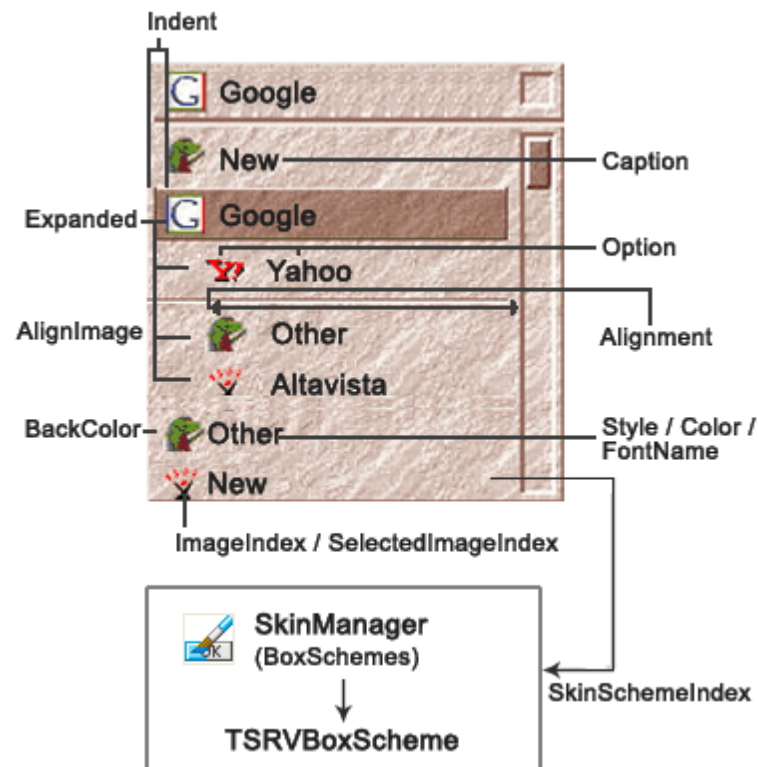 Indent
G Google
New
Caption
Expanded
G Google
Option
Y? Yahoo
AlignImage
Other
Alignment
Altavista
BackColor
Other
Style / Color /
FontName
New
ImageIndex / SelectedImageIndex
OK
SkinManager
(BoxSchemes)
SkinSchemeIndex
TSRVBoxScheme